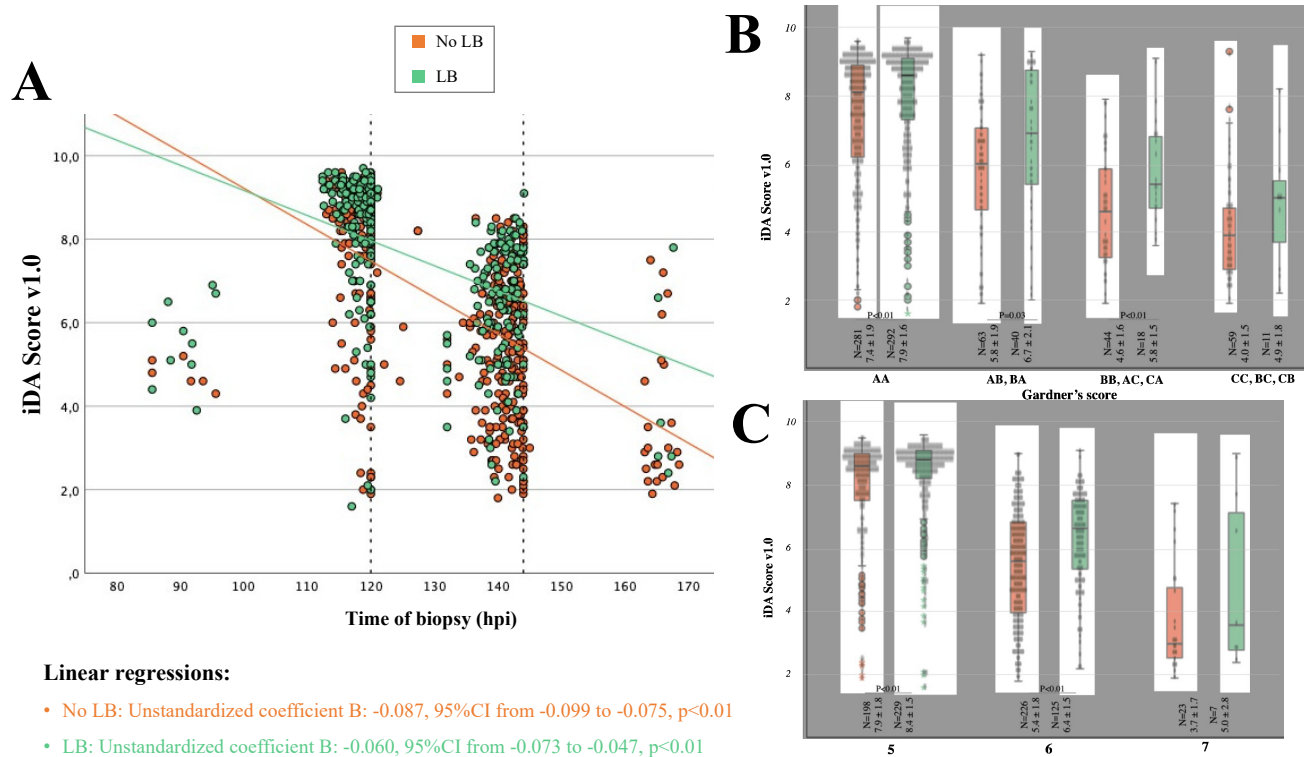 A
No LB
LB
iDA Score v1.0
10,0
8,0
6,0
4,0
2,0
,0
80 90 100 110 120 130 140 150 160 170
Time of biopsy (hpi)
Linear regressions:
• No LB: Unstandardized coefficient B: -0.087, 95%CI from -0.099 to -0.075, p<0.01
• LB: Unstandardized coefficient B: -0.060, 95%CI from -0.073 to -0.047, p<0.01
B
iDA Score v1.0
10
8
6
4
2
P<0.01 P=0.03 P<0.01
N=281 N=292 N=63 N=40 N=44 N=18 N=59 N=11
7.4 ± 1.9 7.9 ± 1.6 5.8 ± 1.9 6.7 ± 2.1 4.6 ± 1.6 5.8 ± 1.5 4.0 ± 1.5 4.9 ± 1.8
AA AB, BA BB, AC, CA CC, BC, CB
Gardner's score
C
iDA Score v1.0
10
8
6
4
2
P<0.01 P<0.01
N=198 N=229 N=226 N=125 N=23 N=7
7.9 ± 1.8 8.4 ± 1.5 5.4 ± 1.8 6.4 ± 1.5 3.7 ± 1.7 5.0 ± 2.8
5 6 7